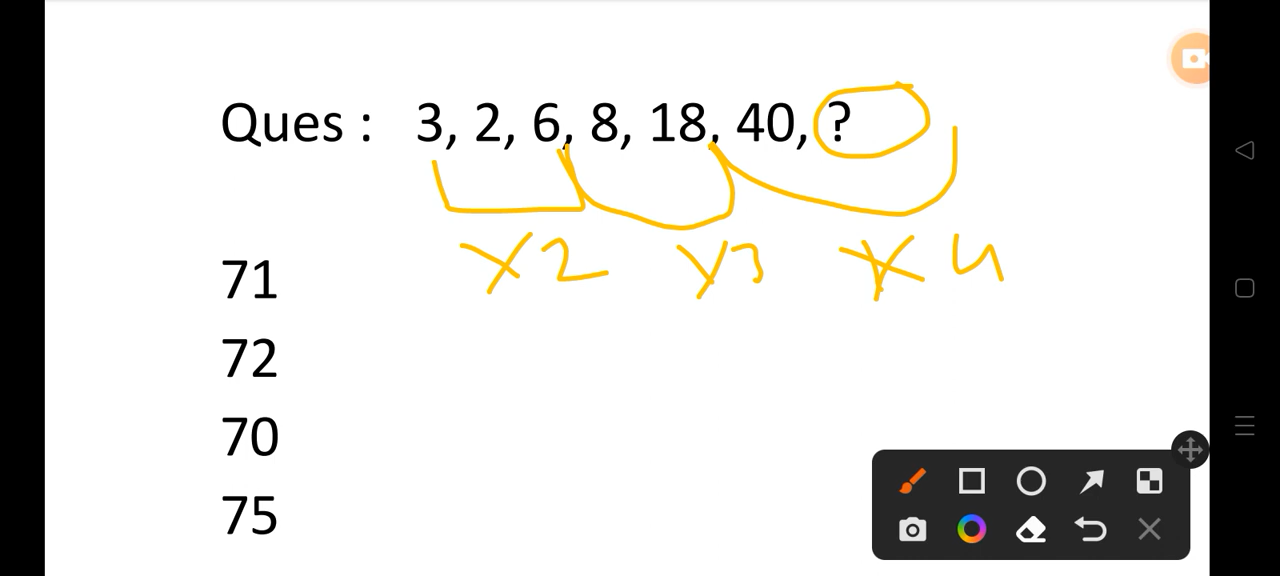 Ques : 3, 2, 6, 8, 18, 40, ?
X2 X3 X4
71
72
70
75